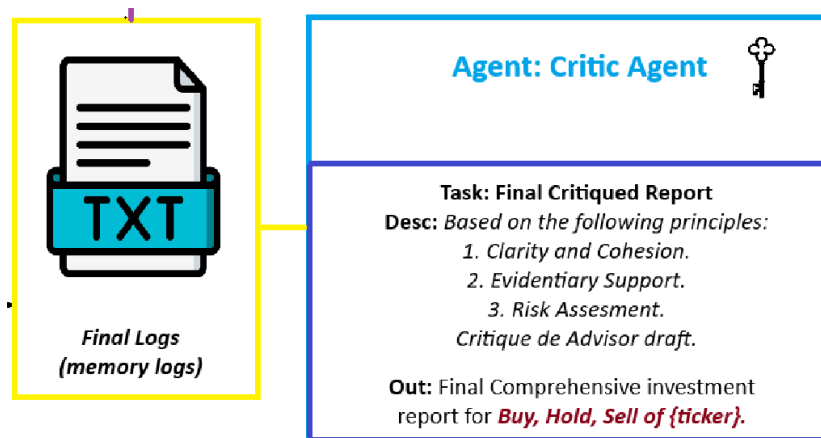 TXT
Final Logs
(memory logs)
Agent: Critic Agent
Task: Final Critiqued Report
Desc: Based on the following principles:
1. Clarity and Cohesion.
2. Evidentiary Support.
3. Risk Assesment.
Critique de Advisor draft.
Out: Final Comprehensive investment
report for Buy, Hold, Sell of {ticker}.